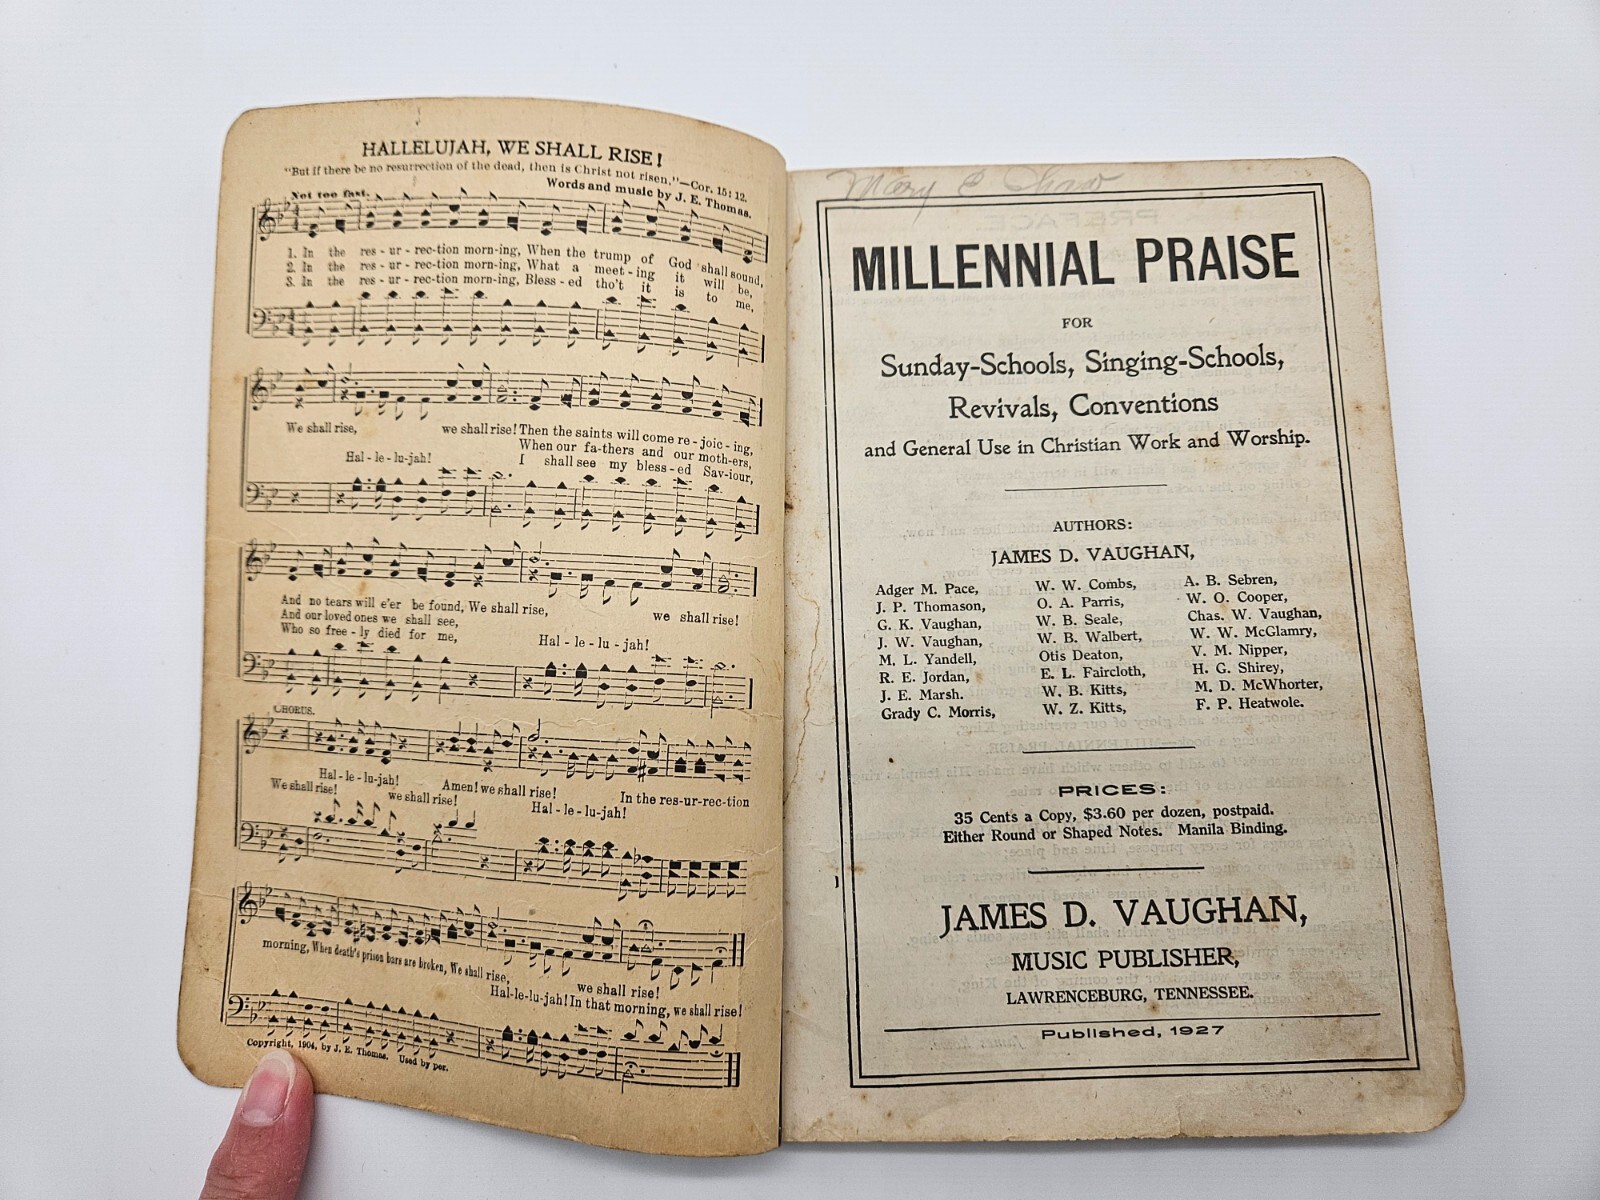 HALLELUJAH, WE SHALL RISE!
"But if there be no resurrection of the dead, then is Christ not risen,"—Cor. 15: 12.
Not too fast.
Words and music by J. E. Thomas.
1. In the res - ur - rec-tion morn-ing, When the trump of God shall sound,
2. In the res - ur - rec-tion morn-ing, What a meet-ing it will be,
3. In the res - ur - rec-tion morn-ing, Bless-ed tho't it is to me,
We shall rise, we shall rise! Then the saints will come re-joic-ing,
When our fa-thers and our moth-ers,
Hal-le-lu-jah! I shall see my bless-ed Sav-iour,
And no tears will e'er be found, We shall rise, we shall rise!
And our loved ones we shall see,
Who so free-ly died for me, Hal-le-lu-jah!
CHORUS.
Hal-le-lu-jah! Amen! we shall rise! In the res-ur-rec-tion
We shall rise! we shall rise! Hal-le-lu-jah!
morning, When death's prison bars are broken, We shall rise, we shall rise!
Hal-le-lu-jah! In that morning, we shall rise!
Copyright, 1904, by J. E. Thomas. Used by per.
Mary E
MILLENNIAL PRAISE
FOR
Sunday-Schools, Singing-Schools,
Revivals, Conventions
and General Use in Christian Work and Worship.
AUTHORS:
JAMES D. VAUGHAN,
Adger M. Pace, W. W. Combs, A. B. Sebren,
J. P. Thomason, O. A. Parris, W. O. Cooper,
G. K. Vaughan, W. B. Seale, Chas. W. Vaughan,
J. W. Vaughan, W. B. Walbert, W. W. McGlamry,
M. L. Yandell, Otis Deaton, V. M. Nipper,
R. E. Jordan, E. L. Faircloth, H. G. Shirey,
J. E. Marsh. W. B. Kitts, M. D. McWhorter,
Grady C. Morris, W. Z. Kitts, F. P. Heatwole.
PRICES:
35 Cents a Copy, $3.60 per dozen, postpaid.
Either Round or Shaped Notes. Manila Binding.
JAMES D. VAUGHAN,
MUSIC PUBLISHER,
LAWRENCEBURG, TENNESSEE.
Published, 1927